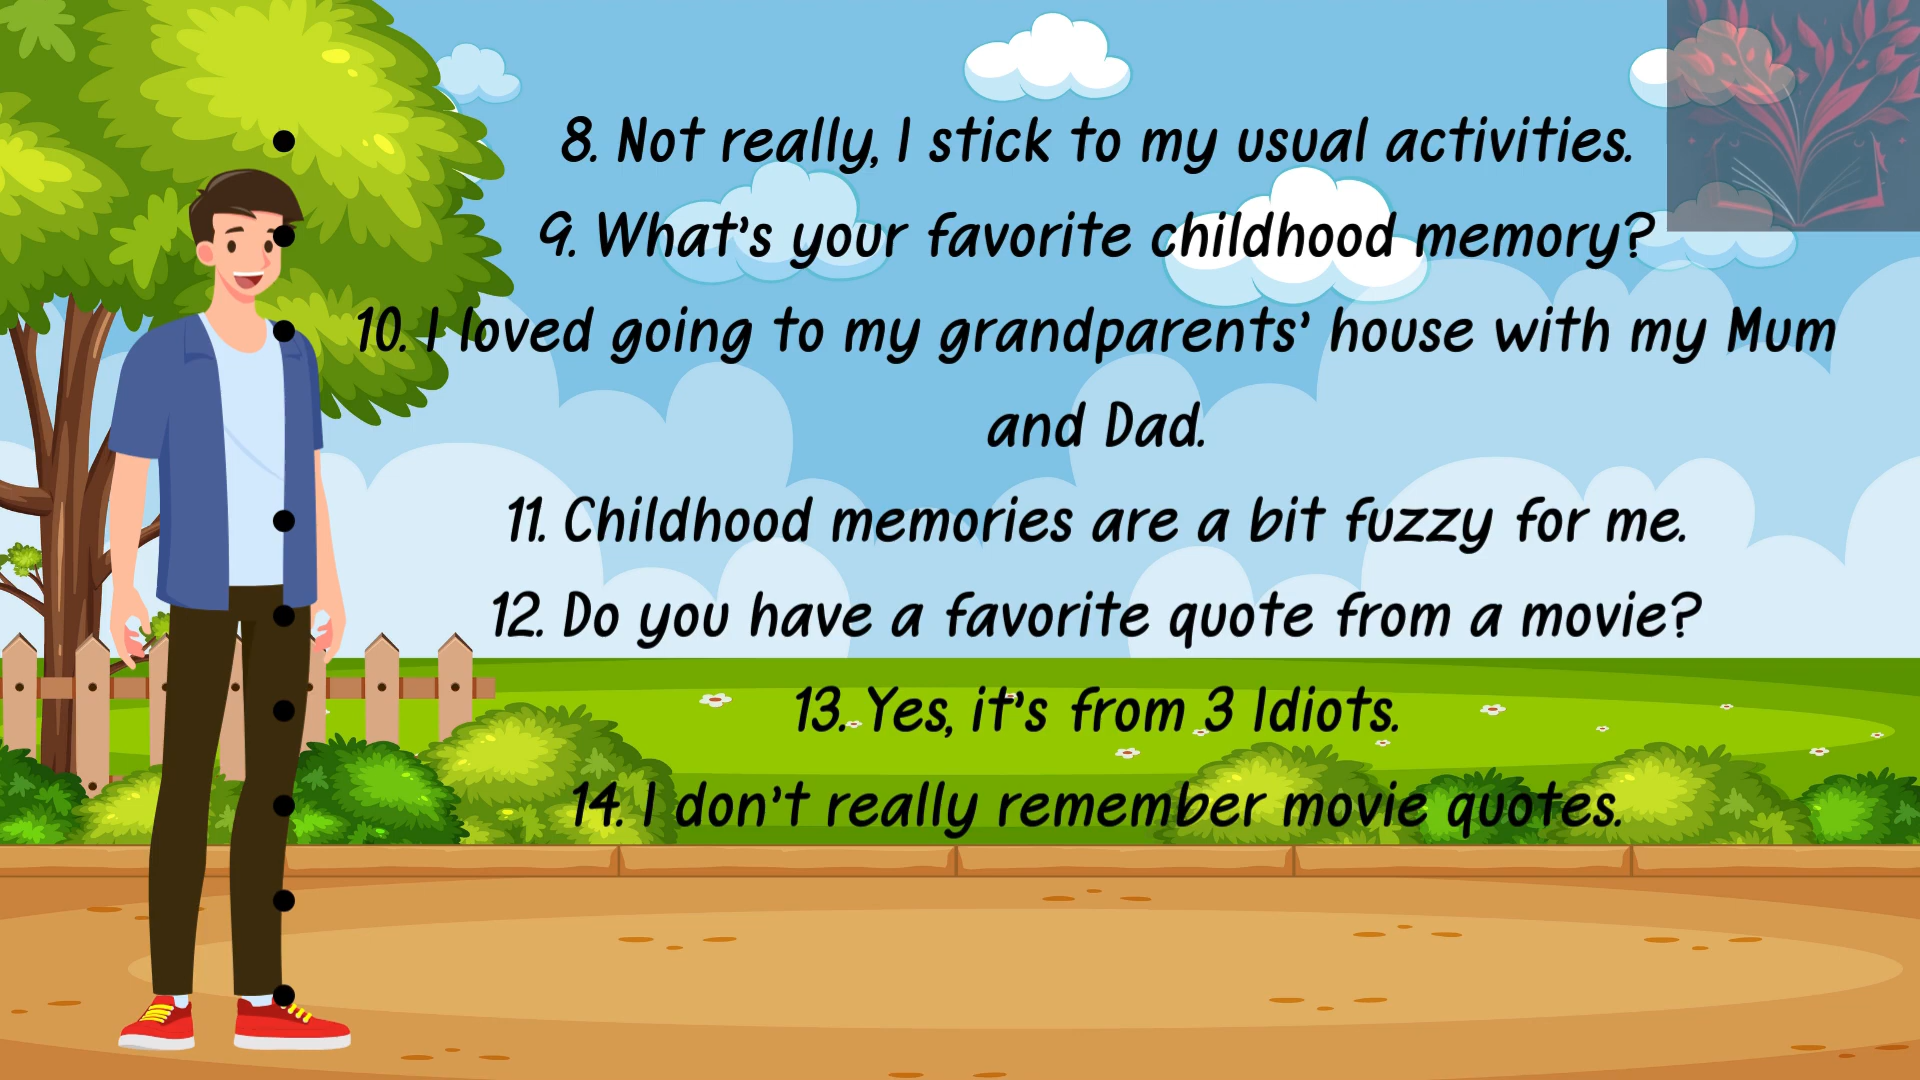 8. Not really, I stick to my usual activities.
9. What's your favorite childhood memory?
10. I loved going to my grandparents' house with my Mum
and Dad.
11. Childhood memories are a bit fuzzy for me.
12. Do you have a favorite quote from a movie?
13. Yes, it's from 3 Idiots.
14. I don't really remember movie quotes.